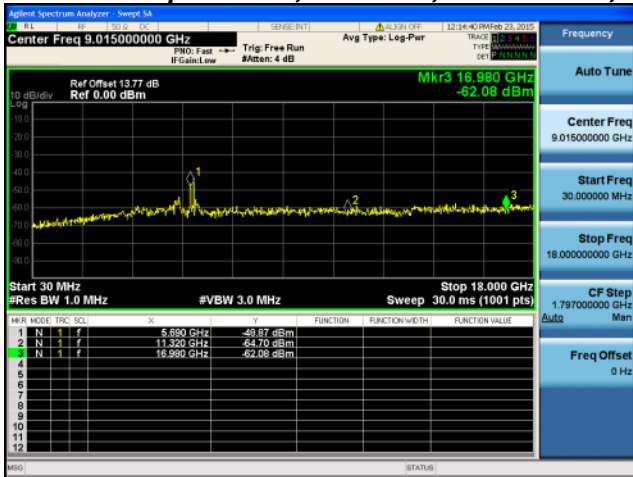 Agilent Spectrum Analyzer - Swept SA
RL RF 50 Ω DC SENSE:INT ALIGN OFF 12:14:40 PM Feb 23, 2015
Center Freq 9.015000000 GHz
PNO: Fast
IFGain:Low
Trig: Free Run
#Atten: 4 dB
Avg Type: Log-Pwr
TRACE 1 2 3 4 5 6
TYPE
DET P N N N N N
Ref Offset 13.77 dB
10 dB/div Ref 0.00 dBm
Log
Mkr3 16.980 GHz
-62.08 dBm
-10.0
-20.0
-30.0
-40.0
-50.0
-60.0
-70.0
-80.0
-90.0
1
2
3
Start 30 MHz Stop 18.000 GHz
#Res BW 1.0 MHz #VBW 3.0 MHz Sweep 30.0 ms (1001 pts)
MKR MODE TRC SCL X Y FUNCTION FUNCTION WIDTH FUNCTION VALUE
1 N 1 f 5.690 GHz -48.87 dBm
2 N 1 f 11.320 GHz -64.70 dBm
3 N 1 f 16.980 GHz -62.08 dBm
4
5
6
7
8
9
10
11
12
MSG STATUS
Frequency
Auto Tune
Center Freq
9.015000000 GHz
Start Freq
30.000000 MHz
Stop Freq
18.000000000 GHz
CF Step
1.797000000 GHz
Auto Man
Freq Offset
0 Hz